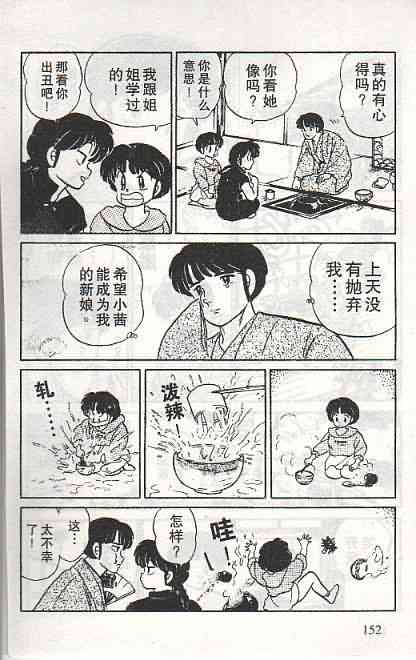 真的有心
得吗？
你看她
像吗？
你是什么
意思！
我跟姐
姐学过
的！
那看你
出丑吧！
上天没
有抛弃
我……
希望小茜
能成为我
的新娘。
泼辣！
轧……
哇！
怎样？
这…
太不幸
了！
152